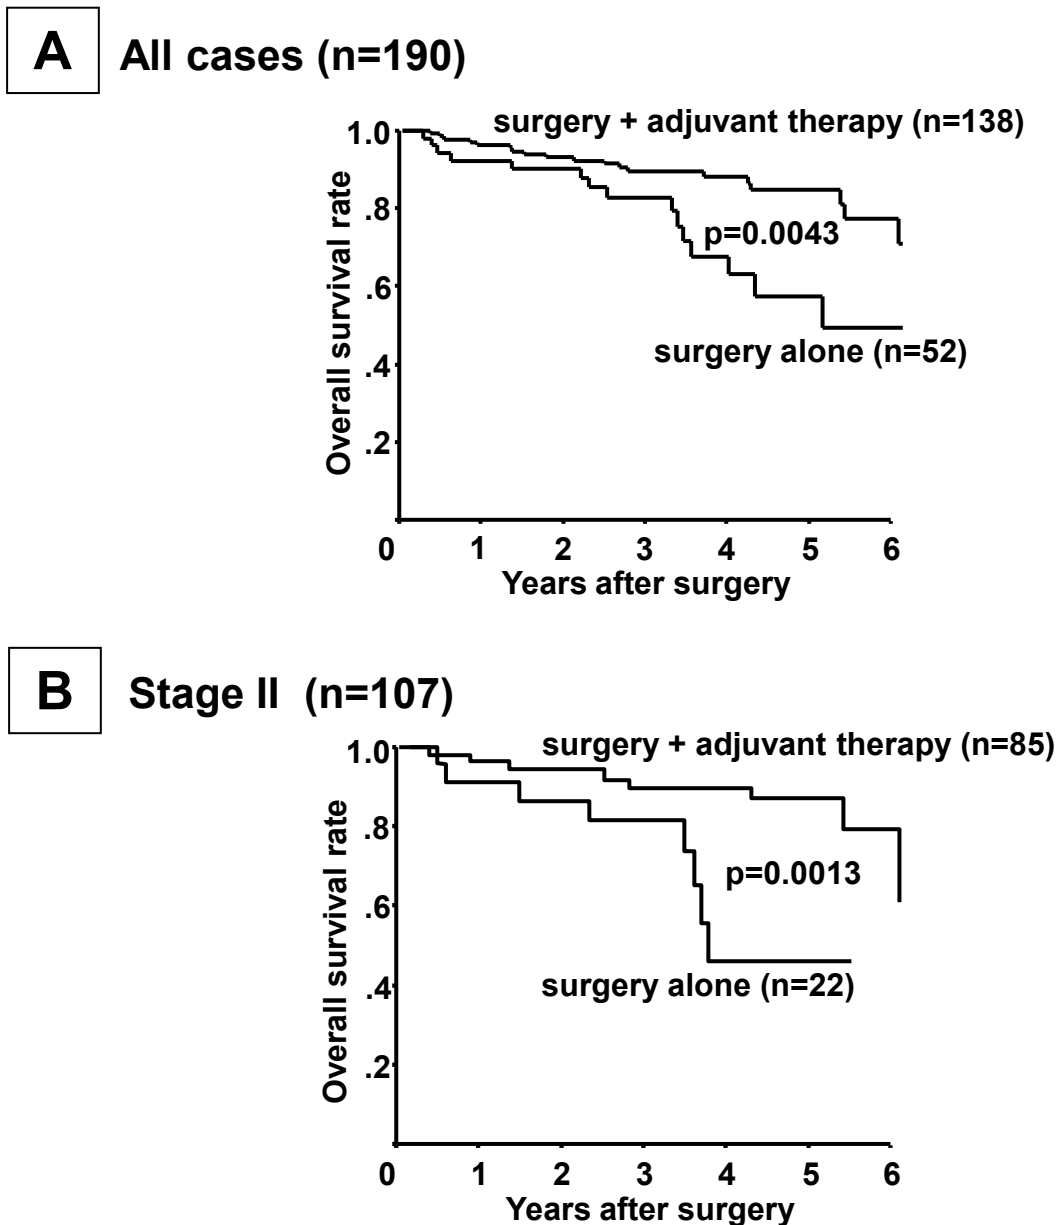 A
All cases (n=190)
surgery + adjuvant therapy (n=138)
1.0
.8
.6
.4
.2
Overall survival rate
p=0.0043
surgery alone (n=52)
0 1 2 3 4 5 6
Years after surgery
B
Stage II (n=107)
surgery + adjuvant therapy (n=85)
1.0
.8
.6
.4
.2
Overall survival rate
p=0.0013
surgery alone (n=22)
0 1 2 3 4 5 6
Years after surgery